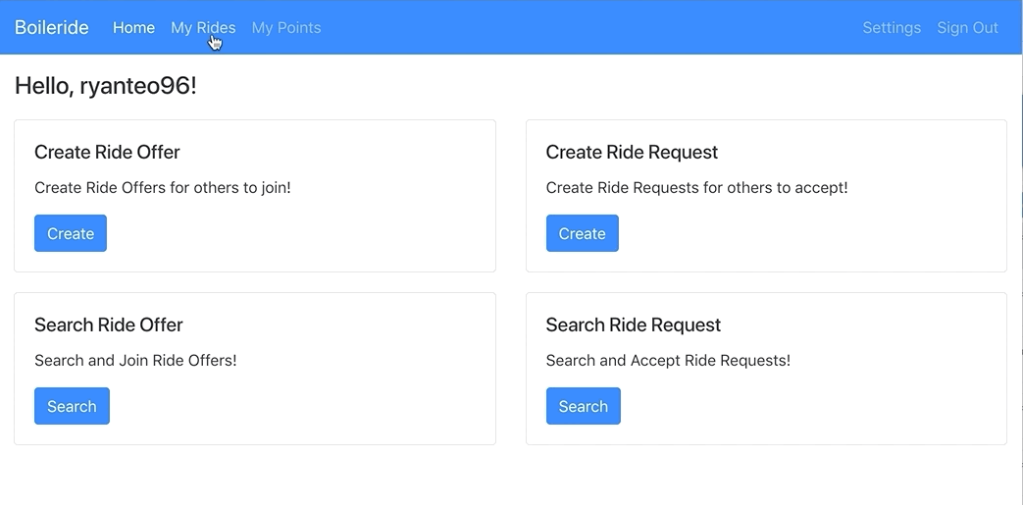 Boileride Home My Rides My Points Settings Sign Out
Hello, ryanteo96!
Create Ride Offer
Create Ride Offers for others to join!
Create
Create Ride Request
Create Ride Requests for others to accept!
Create
Search Ride Offer
Search and Join Ride Offers!
Search
Search Ride Request
Search and Accept Ride Requests!
Search